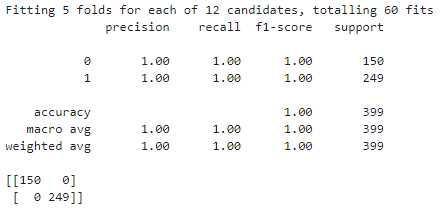 Fitting 5 folds for each of 12 candidates, totalling 60 fits
precision recall f1-score support
0 1.00 1.00 1.00 150
1 1.00 1.00 1.00 249
accuracy 1.00 399
macro avg 1.00 1.00 1.00 399
weighted avg 1.00 1.00 1.00 399
[[150 0]
[ 0 249]]